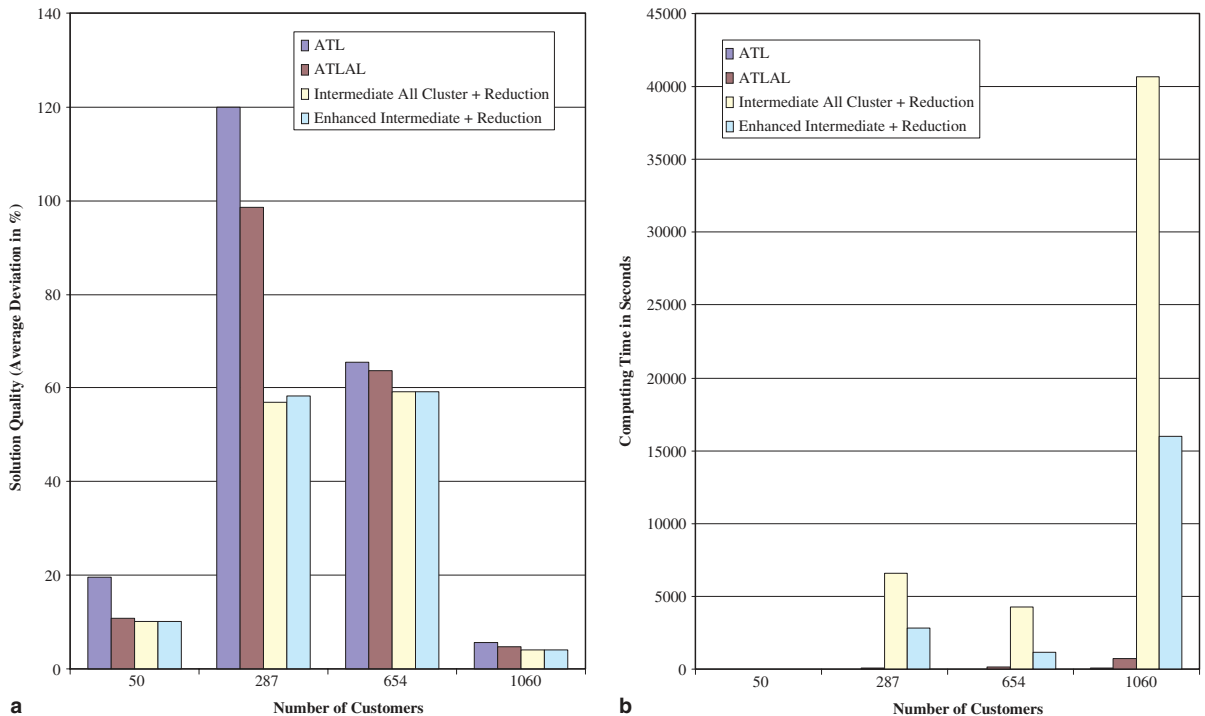 140
120
100
80
60
40
20
0
Solution Quality (Average Deviation in %)
ATL
ATLAL
Intermediate All Cluster + Reduction
Enhanced Intermediate + Reduction
50 287 654 1060
Number of Customers
a
45000
40000
35000
30000
25000
20000
15000
10000
5000
0
Computing Time in Seconds
ATL
ATLAL
Intermediate All Cluster + Reduction
Enhanced Intermediate + Reduction
50 287 654 1060
Number of Customers
b